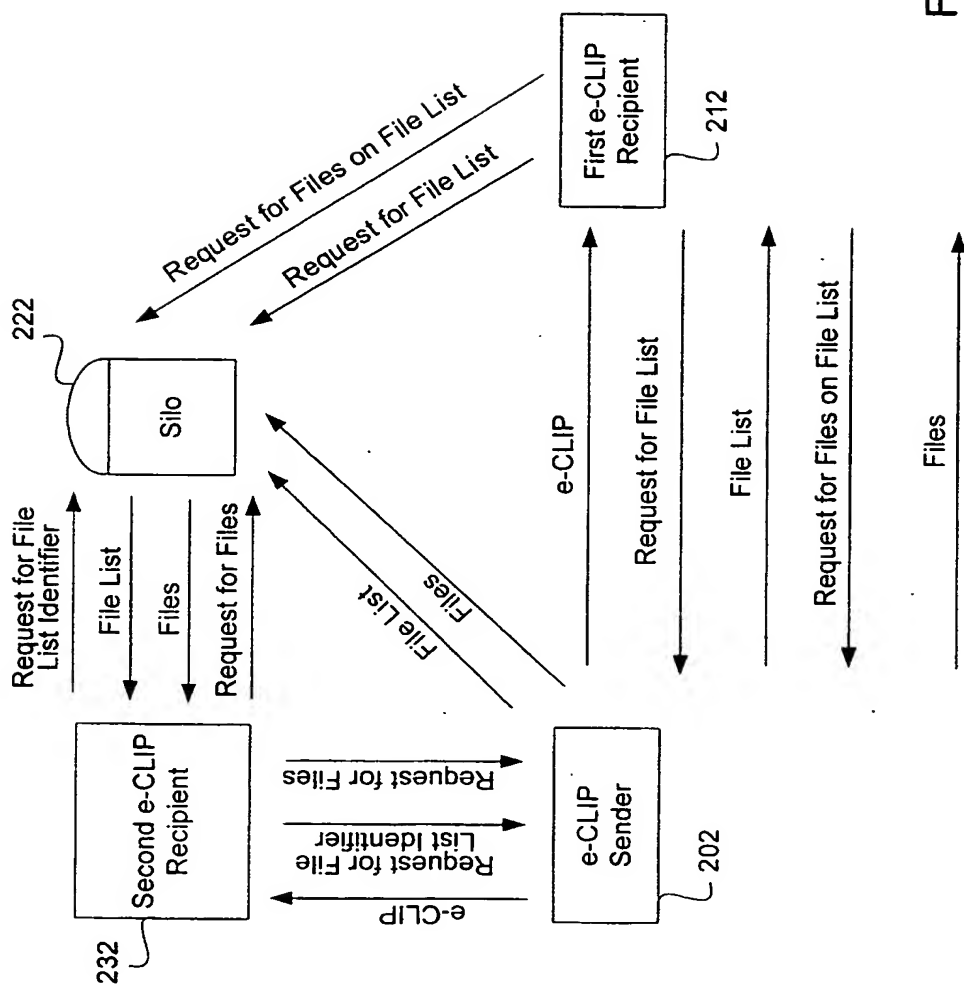 F
222
Silo
Request for File
List Identifier
File List
Files
Request for Files
Request for Files on File List
Request for File List
Second e-CLIP
Recipient
232
First e-CLIP
Recipient
212
e-CLIP
Request for File
List Identifier
Request for Files
File List
Files
e-CLIP
Request for File List
File List
Request for Files on File List
Files
e-CLIP
Sender
202